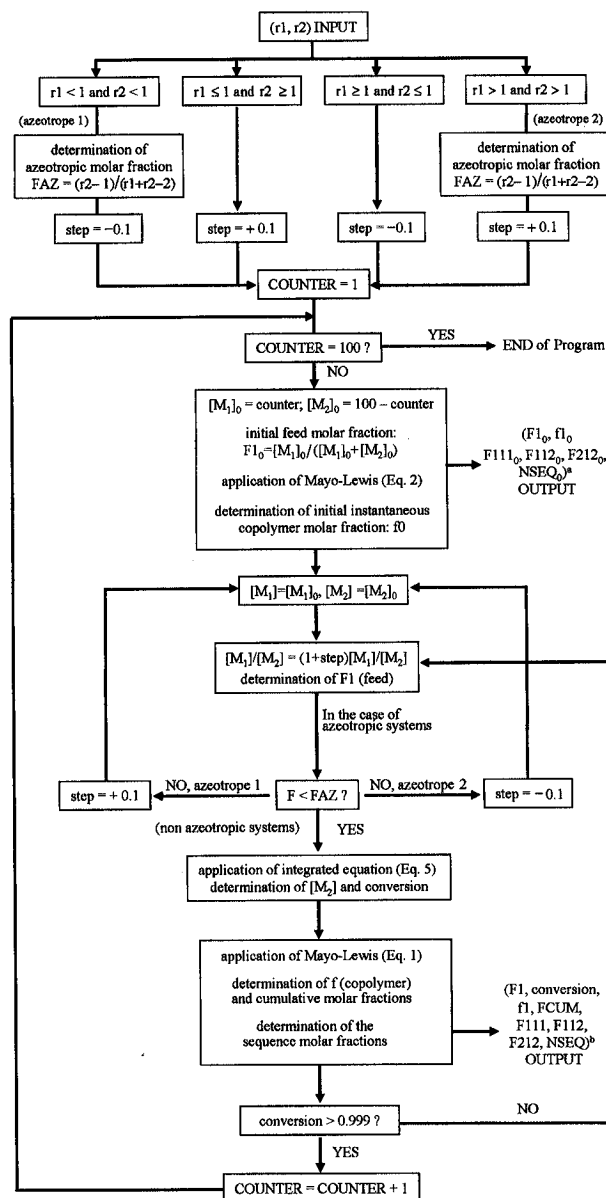 (r1, r2) INPUT
r1 < 1 and r2 < 1
r1 ≤ 1 and r2 ≥ 1
r1 ≥ 1 and r2 ≤ 1
r1 > 1 and r2 > 1
(azeotrope 1)
(azeotrope 2)
determination of
azeotropic molar fraction
FAZ = (r2− 1)/(r1+r2−2)
determination of
azeotropic molar fraction
FAZ = (r2− 1)/(r1+r2−2)
step = −0.1
step = + 0.1
step = −0.1
step = + 0.1
COUNTER = 1
COUNTER = 100 ?
YES
END of Program
NO
[M₁]₀ = counter; [M₂]₀ = 100 − counter
initial feed molar fraction:
F1₀=[M₁]₀/([M₁]₀+[M₂]₀)
application of Mayo-Lewis (Eq. 2)
determination of initial instantaneous
copolymer molar fraction: f0
(F1₀, f1₀
F111₀, F112₀, F212₀,
NSEQ₀)ᵃ
OUTPUT
[M₁]=[M₁]₀, [M₂] =[M₂]₀
[M₁]/[M₂] = (1+step)[M₁]/[M₂]
determination of F1 (feed)
In the case of
azeotropic systems
step = + 0.1
NO, azeotrope 1
F < FAZ ?
NO, azeotrope 2
step = − 0.1
(non azeotropic systems)
YES
application of integrated equation (Eq. 5)
determination of [M₂] and conversion
application of Mayo-Lewis (Eq. 1)
determination of f (copolymer)
and cumulative molar fractions
determination of the
sequence molar fractions
(F1, conversion,
f1, FCUM,
F111, F112,
F212, NSEQ)ᵇ
OUTPUT
conversion > 0.999 ?
NO
YES
COUNTER = COUNTER + 1